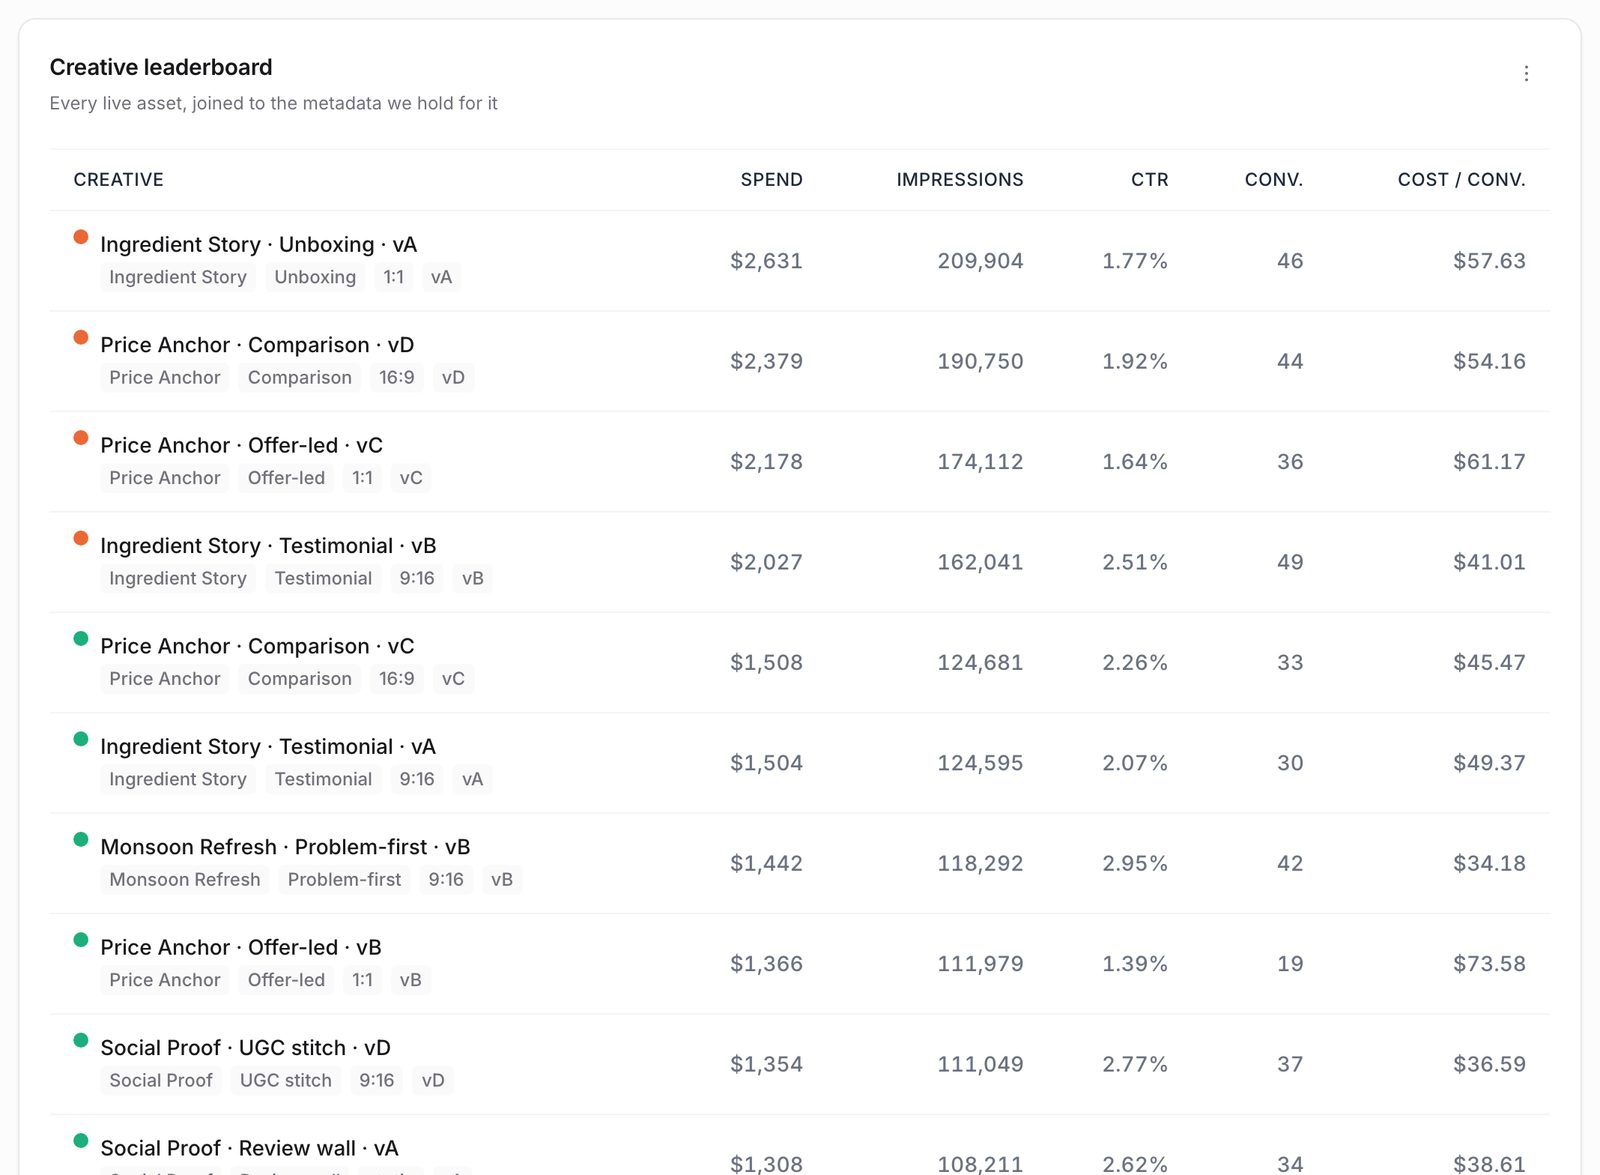 Creative leaderboard
Every live asset, joined to the metadata we hold for it
CREATIVE SPEND IMPRESSIONS CTR CONV. COST / CONV.
Ingredient Story · Unboxing · vA
Ingredient Story Unboxing 1:1 vA
$2,631 209,904 1.77% 46 $57.63
Price Anchor · Comparison · vD
Price Anchor Comparison 16:9 vD
$2,379 190,750 1.92% 44 $54.16
Price Anchor · Offer-led · vC
Price Anchor Offer-led 1:1 vC
$2,178 174,112 1.64% 36 $61.17
Ingredient Story · Testimonial · vB
Ingredient Story Testimonial 9:16 vB
$2,027 162,041 2.51% 49 $41.01
Price Anchor · Comparison · vC
Price Anchor Comparison 16:9 vC
$1,508 124,681 2.26% 33 $45.47
Ingredient Story · Testimonial · vA
Ingredient Story Testimonial 9:16 vA
$1,504 124,595 2.07% 30 $49.37
Monsoon Refresh · Problem-first · vB
Monsoon Refresh Problem-first 9:16 vB
$1,442 118,292 2.95% 42 $34.18
Price Anchor · Offer-led · vB
Price Anchor Offer-led 1:1 vB
$1,366 111,979 1.39% 19 $73.58
Social Proof · UGC stitch · vD
Social Proof UGC stitch 9:16 vD
$1,354 111,049 2.77% 37 $36.59
Social Proof · Review wall · vA
$1,308 108,211 2.62% 34 $38.61